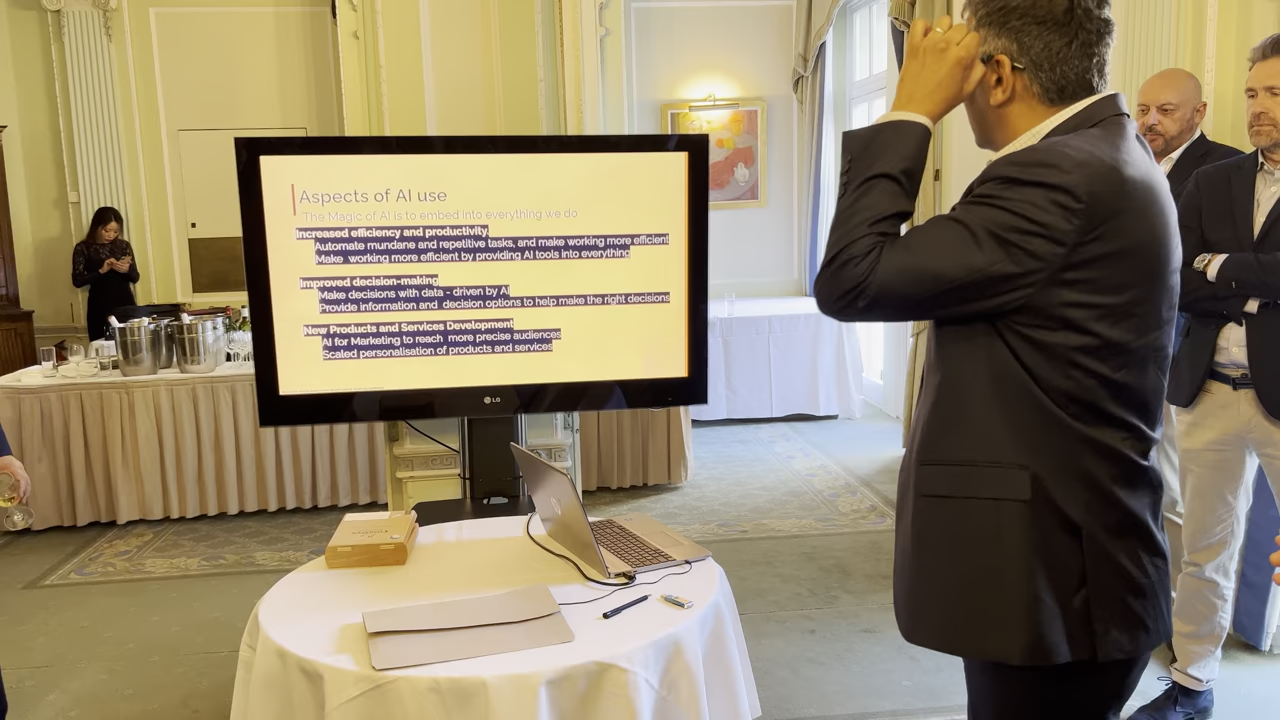 Aspects of AI use
The Magic of AI is to embed into everything we do
Increased efficiency and productivity.
Automate mundane and repetitive tasks, and make working more efficient
Make working more efficient by providing AI tools into everything
Improved decision-making
Make decisions with data - driven by AI
Provide information and decision options to help make the right decisions
New Products and Services Development
AI for Marketing to reach more precise audiences
Scaled personalisation of products and services
LG